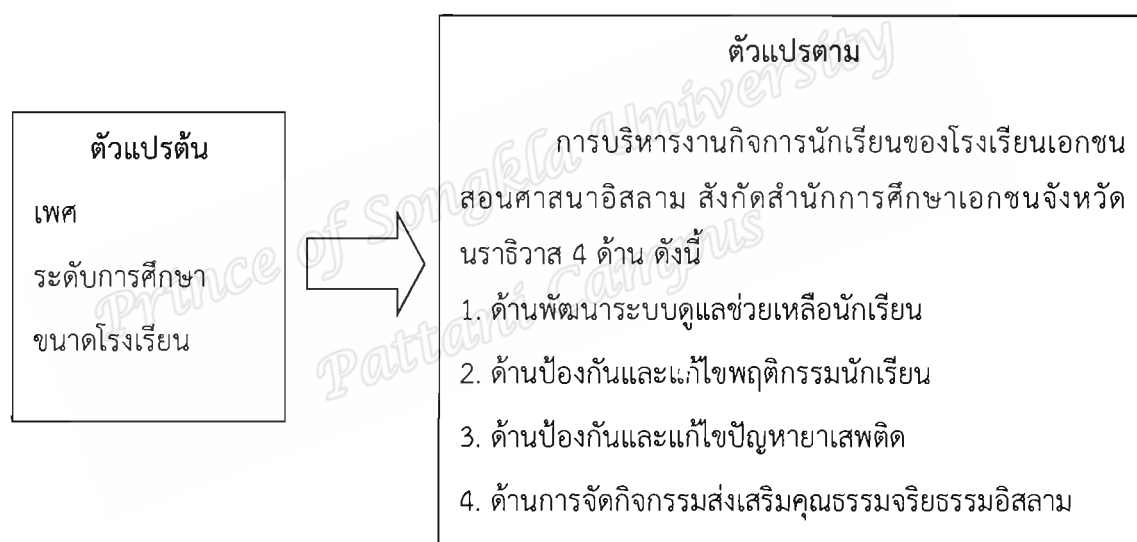 ตัวแปรต้น
เพศ
ระดับการศึกษา
ขนาดโรงเรียน
ตัวแปรตาม
การบริหารงานกิจการนักเรียนของโรงเรียนเอกชน
สอนศาสนาอิสลาม สังกัดสำนักการศึกษาเอกชนจังหวัด
นราธิวาส 4 ด้าน ดังนี้
1. ด้านพัฒนาระบบดูแลช่วยเหลือนักเรียน
2. ด้านป้องกันและแก้ไขพฤติกรรมนักเรียน
3. ด้านป้องกันและแก้ไขปัญหายาเสพติด
4. ด้านการจัดกิจกรรมส่งเสริมคุณธรรมจริยธรรมอิสลาม
Prince of Songkla University
Pattani Campus